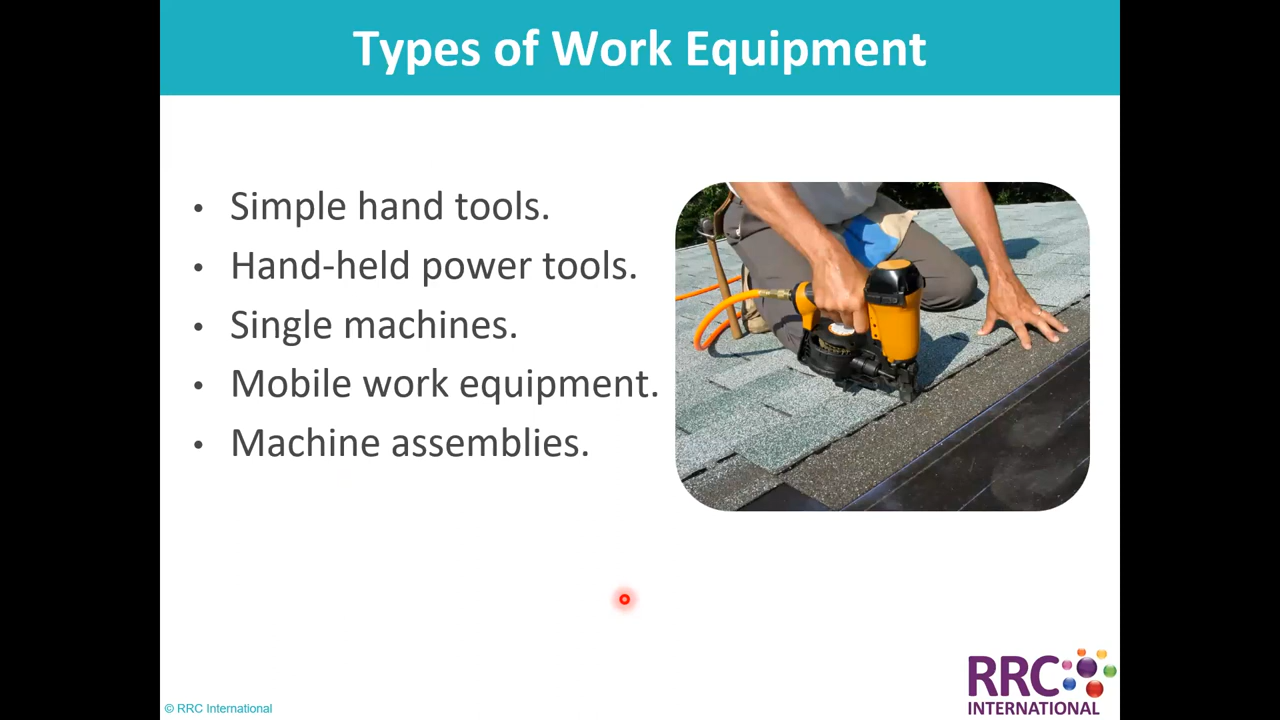 Types of Work Equipment
• Simple hand tools.
• Hand-held power tools.
• Single machines.
• Mobile work equipment.
• Machine assemblies.
© RRC International
RRC
INTERNATIONAL